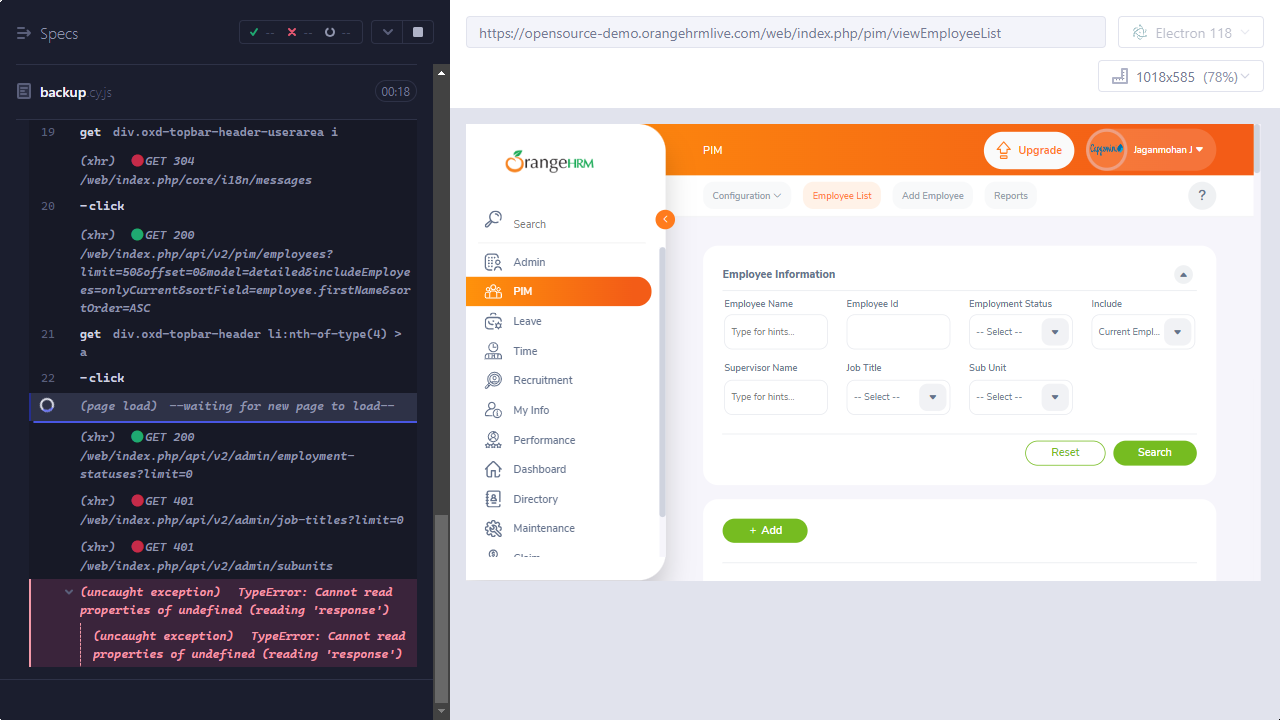 Specs
-- -- --
backup.cy.js
00:18
19 get div.oxd-topbar-header-userarea i
(xhr) GET 304
/web/index.php/core/i18n/messages
20 -click
(xhr) GET 200
/web/index.php/api/v2/pim/employees?
limit=50&offset=0&model=detailed&includeEmploye
es=onlyCurrent&sortField=employee.firstName&sor
tOrder=ASC
21 get div.oxd-topbar-header li:nth-of-type(4) >
a
22 -click
(page load) --waiting for new page to load--
(xhr) GET 200
/web/index.php/api/v2/admin/employment-
statuses?limit=0
(xhr) GET 401
/web/index.php/api/v2/admin/job-titles?limit=0
(xhr) GET 401
/web/index.php/api/v2/admin/subunits
(uncaught exception) TypeError: Cannot read
properties of undefined (reading 'response')
(uncaught exception) TypeError: Cannot read
properties of undefined (reading 'response')
https://opensource-demo.orangehrmlive.com/web/index.php/pim/viewEmployeeList
Electron 118
1018x585 (78%)
OrangeHRM
Search
Admin
PIM
Leave
Time
Recruitment
My Info
Performance
Dashboard
Directory
Maintenance
Claim
PIM
Upgrade
Jaganmohan J
Configuration
Employee List
Add Employee
Reports
?
Employee Information
Employee Name
Employee Id
Employment Status
Include
Type for hints...
-- Select --
Current Empl...
Supervisor Name
Job Title
Sub Unit
Type for hints...
-- Select --
-- Select --
Reset
Search
+ Add